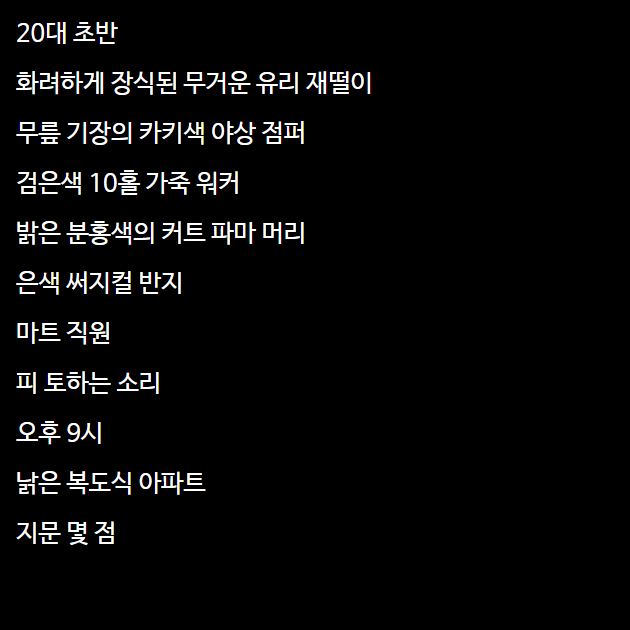 20대 초반
화려하게 장식된 무거운 유리 재떨이
무릎 기장의 카키색 야상 점퍼
검은색 10홀 가죽 워커
밝은 분홍색의 커트 파마 머리
은색 써지컬 반지
마트 직원
피 토하는 소리
오후 9시
낡은 복도식 아파트
지문 몇 점